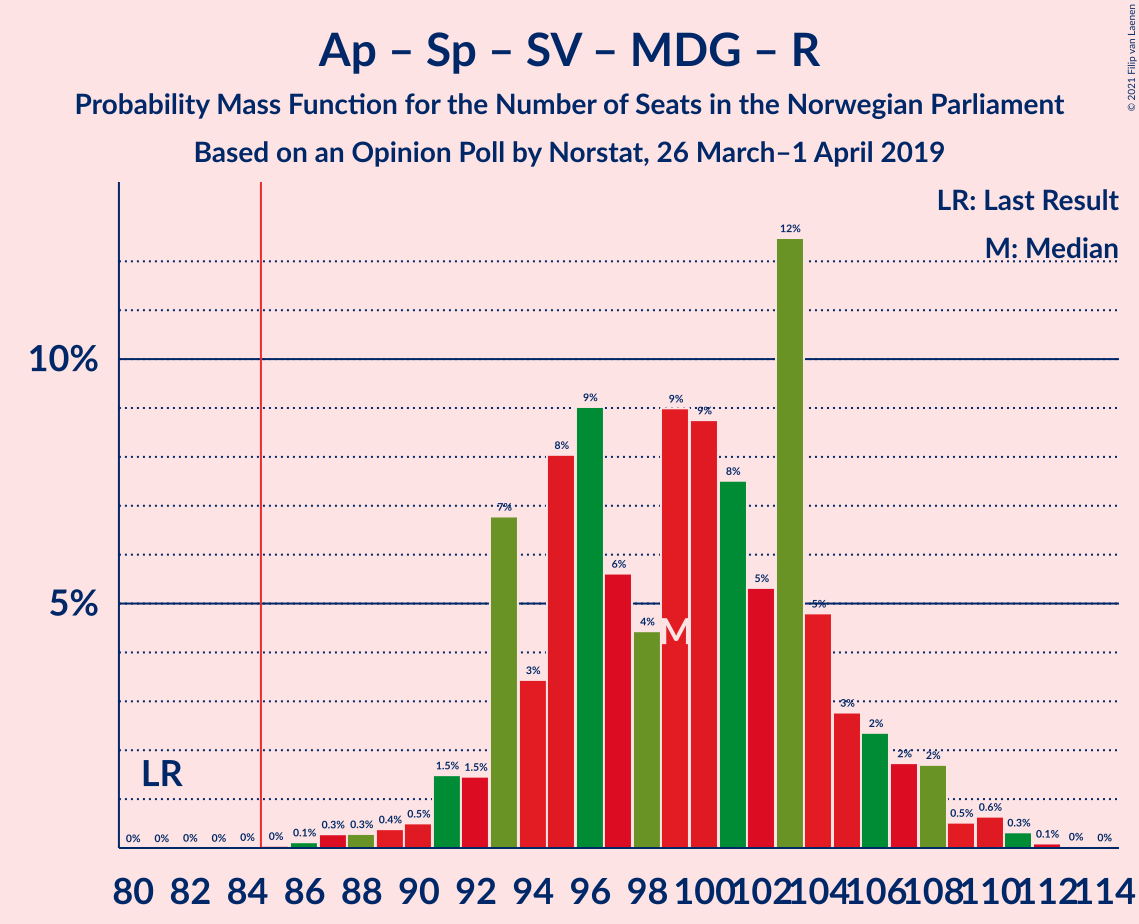 Ap – Sp – SV – MDG – R
Probability Mass Function for the Number of Seats in the Norwegian Parliament
Based on an Opinion Poll by Norstat, 26 March–1 April 2019
© 2021 Filip van Laenen
LR: Last Result
M: Median
10%
5%
LR
M
0% 0% 0% 0% 0% 0% 0.1% 0.3% 0.3% 0.4% 0.5% 1.5% 1.5% 7% 3% 8% 9% 6% 4% 9% 9% 8% 5% 12% 5% 3% 2% 2% 2% 0.5% 0.6% 0.3% 0.1% 0% 0%
80 82 84 86 88 90 92 94 96 98 100 102 104 106 108 110 112 114